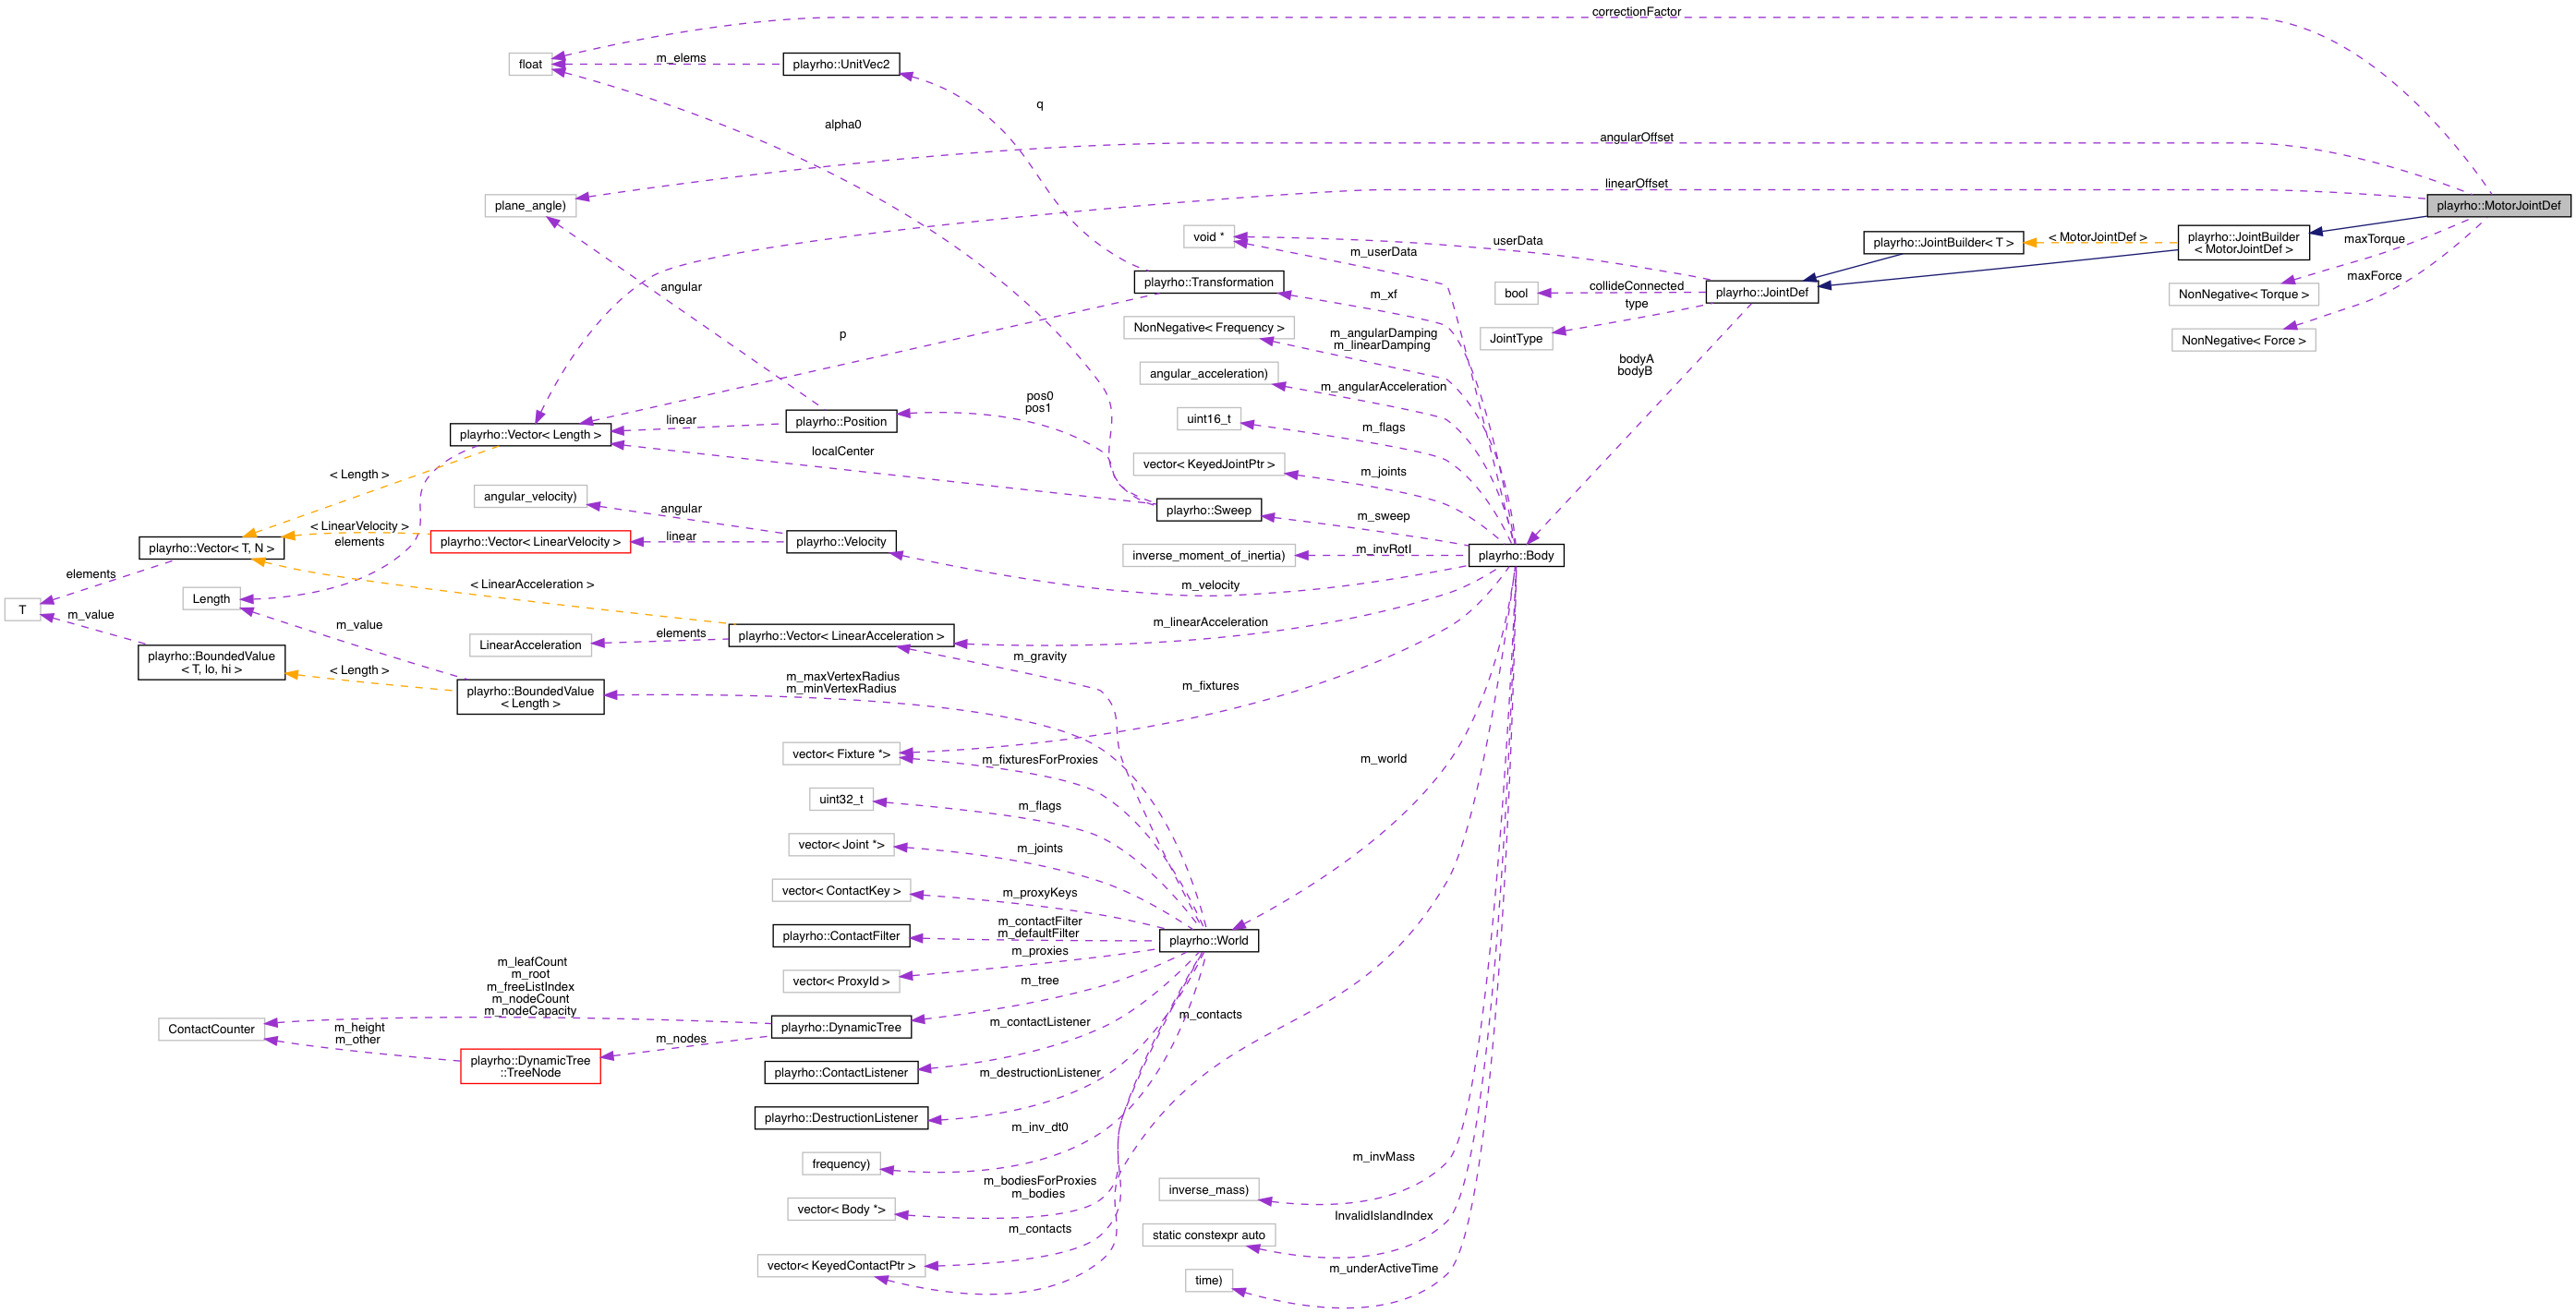 correctionFactor
float
m_elems
playrho::UnitVec2
q
alpha0
angularOffset
linearOffset
plane_angle)
playrho::MotorJointDef
void *
userData
m_userData
playrho::JointBuilder< T >
< MotorJointDef >
playrho::JointBuilder
< MotorJointDef >
maxTorque
maxForce
angular
playrho::Transformation
m_xf
bool
collideConnected
type
playrho::JointDef
NonNegative< Torque >
p
NonNegative< Frequency >
m_angularDamping
m_linearDamping
JointType
NonNegative< Force >
bodyA
bodyB
angular_acceleration)
m_angularAcceleration
pos0
pos1
playrho::Position
linear
playrho::Vector< Length >
uint16_t
m_flags
localCenter
< Length >
vector< KeyedJointPtr >
m_joints
angular_velocity)
angular
playrho::Sweep
m_sweep
< LinearVelocity >
elements
playrho::Vector< T, N >
playrho::Vector< LinearVelocity >
linear
playrho::Velocity
inverse_moment_of_inertia)
m_invRotI
playrho::Body
elements
< LinearAcceleration >
m_velocity
Length
T
m_value
m_value
LinearAcceleration
elements
playrho::Vector< LinearAcceleration >
m_linearAcceleration
m_gravity
playrho::BoundedValue
< T, lo, hi >
< Length >
playrho::BoundedValue
< Length >
m_maxVertexRadius
m_minVertexRadius
m_fixtures
vector< Fixture *>
m_fixturesForProxies
m_world
uint32_t
m_flags
vector< Joint *>
m_joints
vector< ContactKey >
m_proxyKeys
playrho::ContactFilter
m_contactFilter
m_defaultFilter
playrho::World
m_proxies
vector< ProxyId >
m_tree
m_leafCount
m_root
m_freeListIndex
m_nodeCount
m_nodeCapacity
ContactCounter
m_height
m_other
playrho::DynamicTree
m_nodes
playrho::DynamicTree
::TreeNode
m_contactListener
m_contacts
playrho::ContactListener
m_destructionListener
playrho::DestructionListener
m_inv_dt0
frequency)
m_invMass
m_bodiesForProxies
m_bodies
inverse_mass)
vector< Body *>
m_contacts
InvalidIslandIndex
static constexpr auto
vector< KeyedContactPtr >
m_underActiveTime
time)